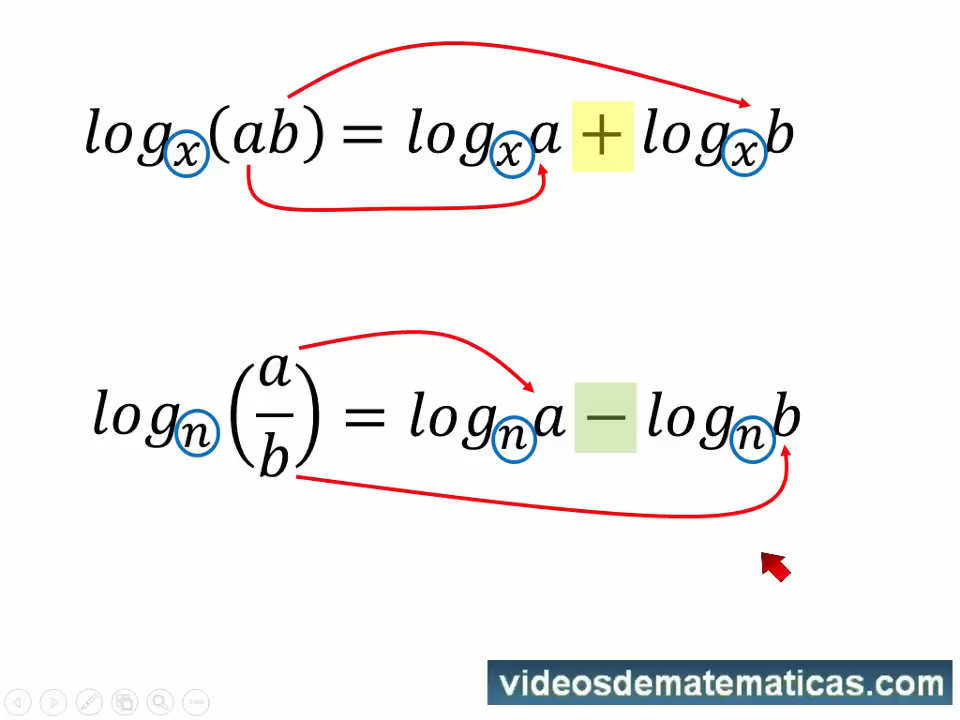 logₓ(ab) = logₓa + logₓb
logₙ(a/b) = logₙa − logₙb
videosdematematicas.com